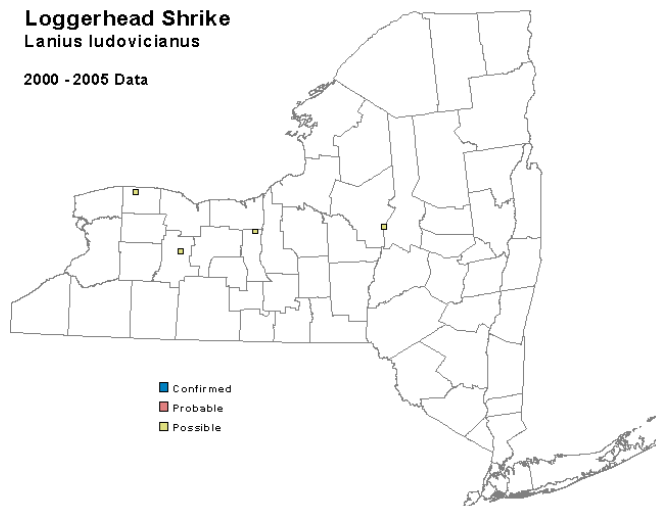 Loggerhead Shrike
Lanius ludovicianus
2000 - 2005 Data
Confirmed
Probable
Possible